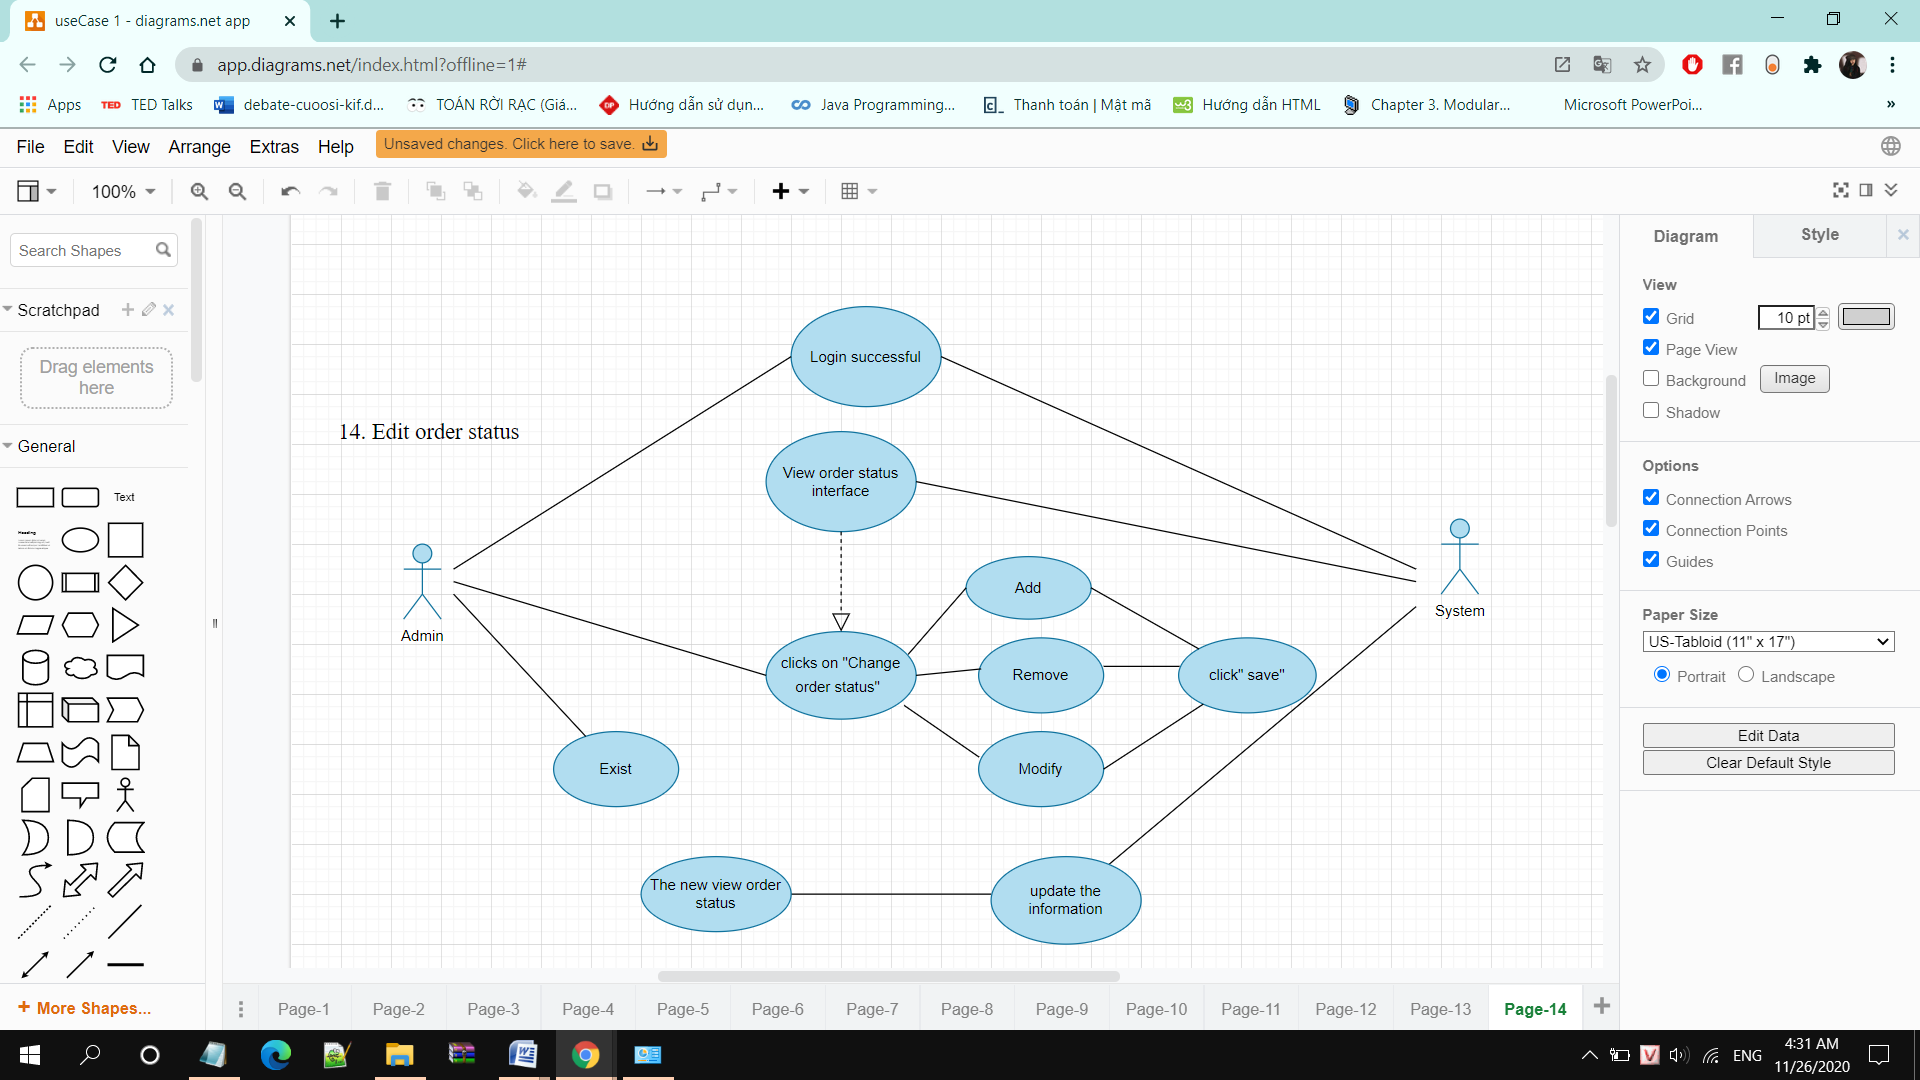 useCase 1 - diagrams.net app
app.diagrams.net/index.html?offline=1#
Apps TED TED Talks debate-cuoosi-kif.d... TOÁN RỜI RẠC (Giá... Hướng dẫn sử dụn... Java Programming... Thanh toán | Mật mã Hướng dẫn HTML Chapter 3. Modular... Microsoft PowerPoi... »
File Edit View Arrange Extras Help Unsaved changes. Click here to save.
100%
Search Shapes
Scratchpad
Drag elements
here
General
Text
Heading
More Shapes...
14. Edit order status
Login successful
View order status
interface
Admin
System
clicks on "Change
order status"
Add
Remove
Modify
click" save"
Exist
The new view order
status
update the
information
Diagram Style
View
Grid 10 pt
Page View
Background Image
Shadow
Options
Connection Arrows
Connection Points
Guides
Paper Size
US-Tabloid (11" x 17")
Portrait Landscape
Edit Data
Clear Default Style
Page-1 Page-2 Page-3 Page-4 Page-5 Page-6 Page-7 Page-8 Page-9 Page-10 Page-11 Page-12 Page-13 Page-14
ENG
4:31 AM
11/26/2020